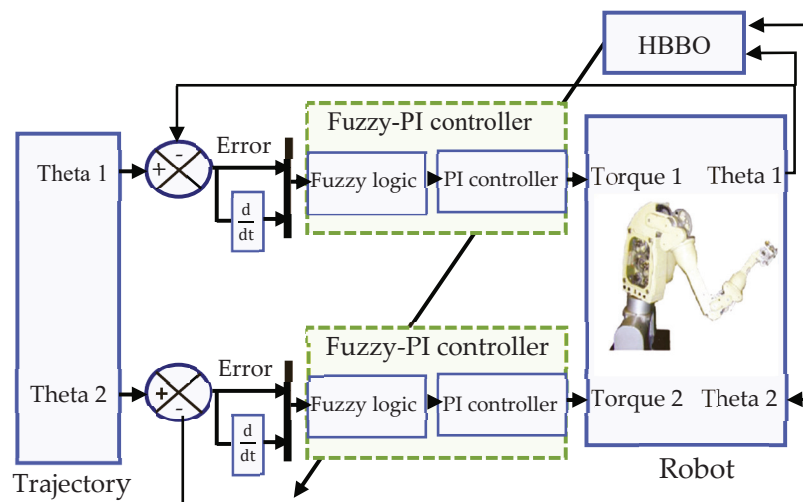 HBBO
Fuzzy-PI controller
Error
Theta 1
-
+
Fuzzy logic
PI controller
Torque 1
Theta 1
d
dt
Fuzzy-PI controller
Error
Theta 2
+
-
Fuzzy logic
PI controller
Torque 2
Theta 2
d
dt
Trajectory
Robot